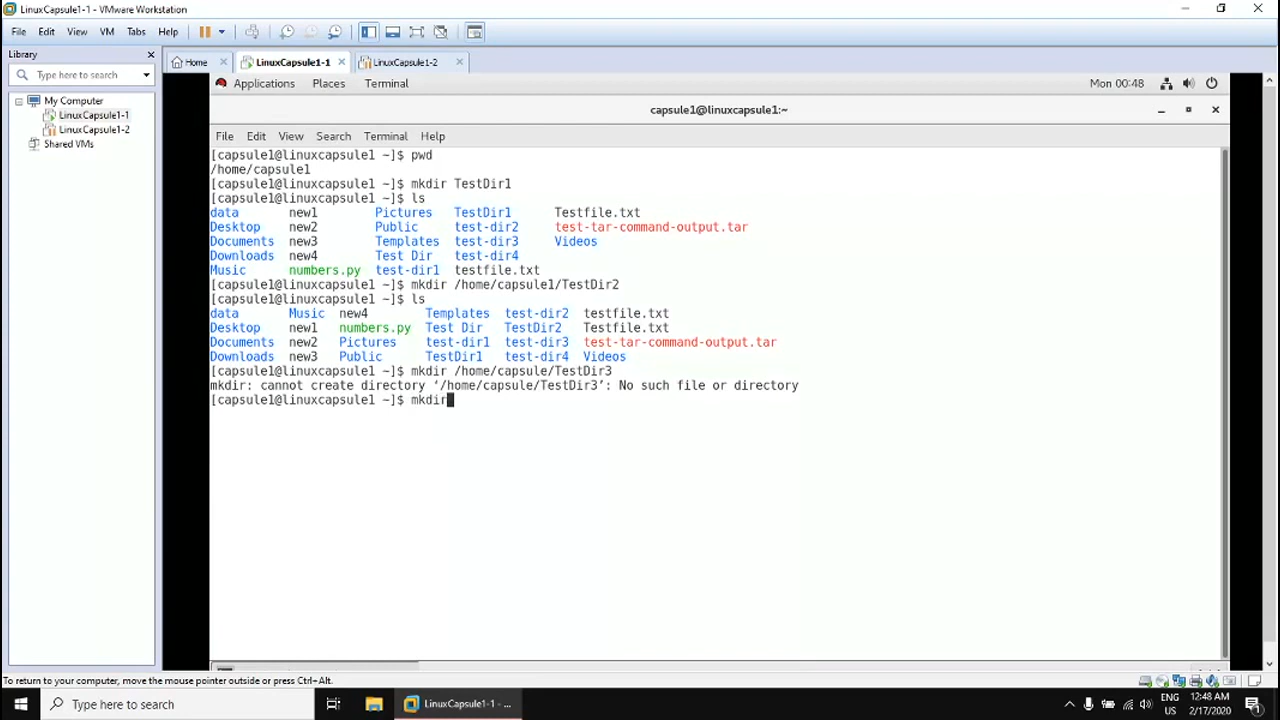 LinuxCapsule1-1 - VMware Workstation
File Edit View VM Tabs Help
Library
Type here to search
My Computer
LinuxCapsule1-1
LinuxCapsule1-2
Shared VMs
Home LinuxCapsule1-1 LinuxCapsule1-2
Applications Places Terminal Mon 00:48
capsule1@linuxcapsule1:~
File Edit View Search Terminal Help
[capsule1@linuxcapsule1 ~]$ pwd
/home/capsule1
[capsule1@linuxcapsule1 ~]$ mkdir TestDir1
[capsule1@linuxcapsule1 ~]$ ls
data new1 Pictures TestDir1 Testfile.txt
Desktop new2 Public test-dir2 test-tar-command-output.tar
Documents new3 Templates test-dir3 Videos
Downloads new4 Test Dir test-dir4
Music numbers.py test-dir1 testfile.txt
[capsule1@linuxcapsule1 ~]$ mkdir /home/capsule1/TestDir2
[capsule1@linuxcapsule1 ~]$ ls
data Music new4 Templates test-dir2 testfile.txt
Desktop new1 numbers.py Test Dir TestDir2 Testfile.txt
Documents new2 Pictures test-dir1 test-dir3 test-tar-command-output.tar
Downloads new3 Public TestDir1 test-dir4 Videos
[capsule1@linuxcapsule1 ~]$ mkdir /home/capsule/TestDir3
mkdir: cannot create directory ‘/home/capsule/TestDir3’: No such file or directory
[capsule1@linuxcapsule1 ~]$ mkdir
To return to your computer, move the mouse pointer outside or press Ctrl+Alt.
Type here to search
LinuxCapsule1-1 - ...
ENG
US
12:48 AM
2/17/2020
1